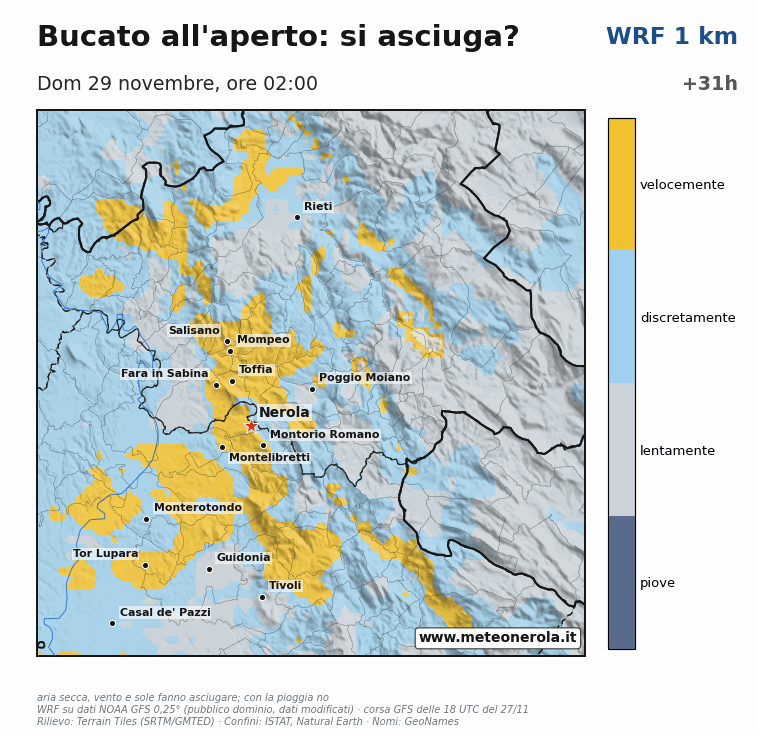 Bucato all'aperto: si asciuga?
WRF 1 km
Dom 29 novembre, ore 02:00
+31h
velocemente
Rieti
discretamente
Salisano
Mompeo
Fara in Sabina
Toffia
Poggio Moiano
Nerola
Montorio Romano
lentamente
Montelibretti
Monterotondo
Tor Lupara
Guidonia
piove
Tivoli
Casal de' Pazzi
www.meteonerola.it
aria secca, vento e sole fanno asciugare; con la pioggia no
WRF su dati NOAA GFS 0,25° (pubblico dominio, dati modificati) · corsa GFS delle 18 UTC del 27/11
Rilievo: Terrain Tiles (SRTM/GMTED) · Confini: ISTAT, Natural Earth · Nomi: GeoNames